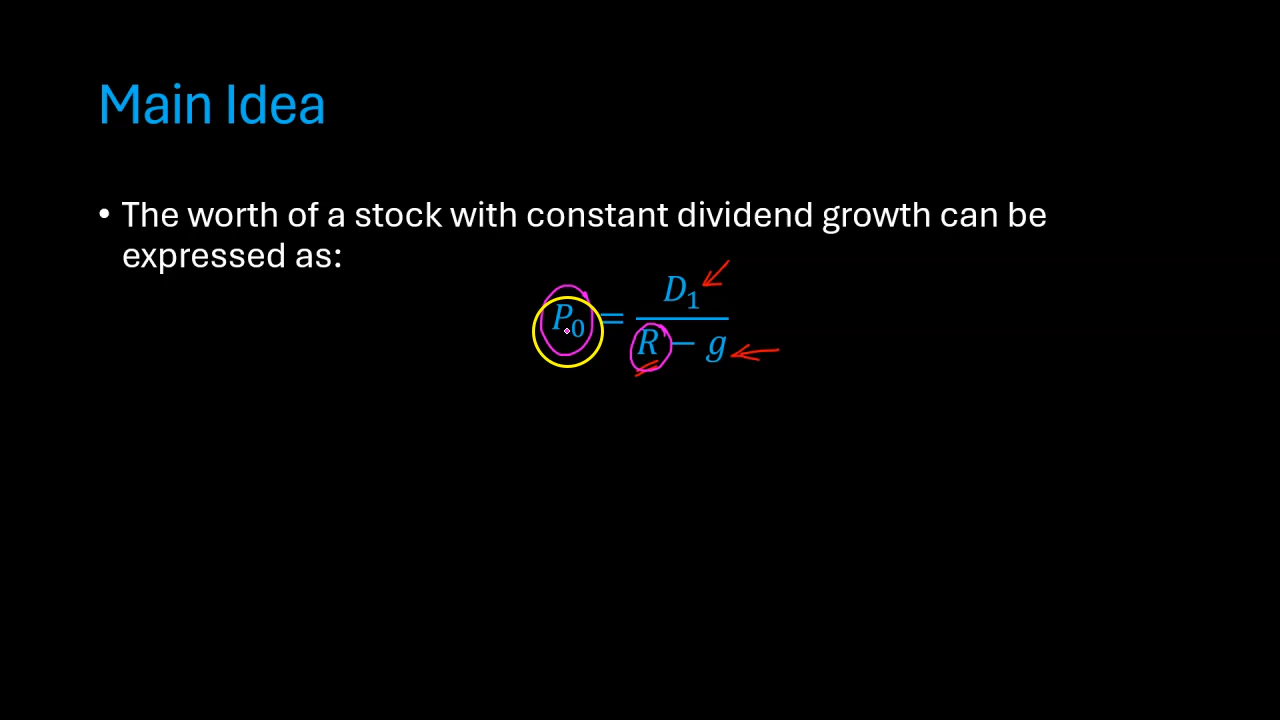 Main Idea
• The worth of a stock with constant dividend growth can be
expressed as:
P₀ = D₁ / (R − g)